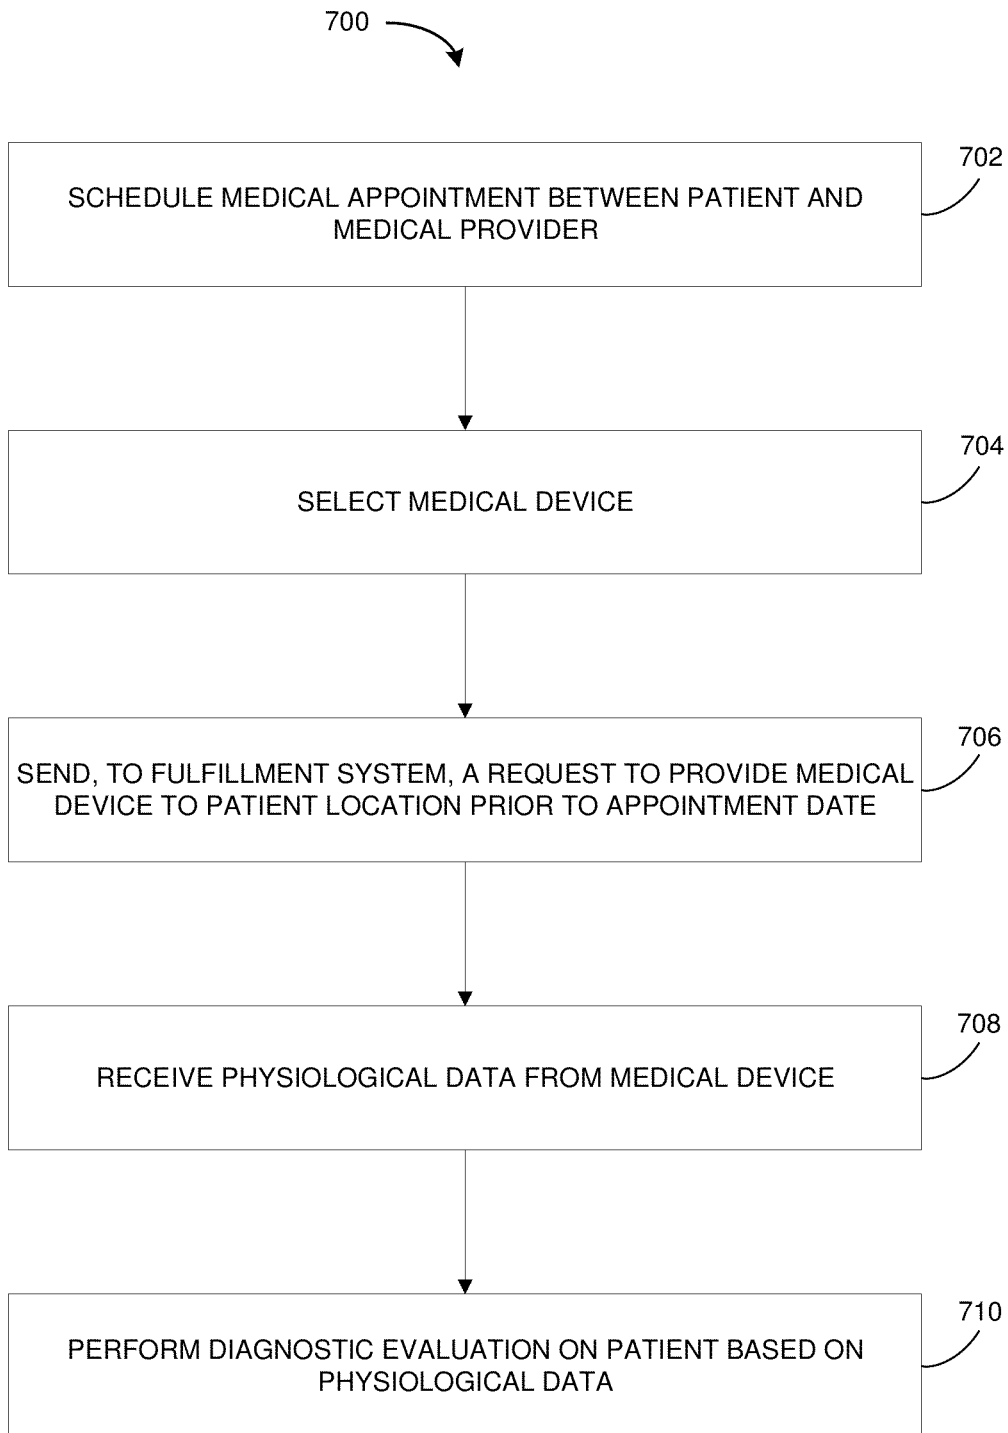 700
702
SCHEDULE MEDICAL APPOINTMENT BETWEEN PATIENT AND
MEDICAL PROVIDER
704
SELECT MEDICAL DEVICE
706
SEND, TO FULFILLMENT SYSTEM, A REQUEST TO PROVIDE MEDICAL
DEVICE TO PATIENT LOCATION PRIOR TO APPOINTMENT DATE
708
RECEIVE PHYSIOLOGICAL DATA FROM MEDICAL DEVICE
710
PERFORM DIAGNOSTIC EVALUATION ON PATIENT BASED ON
PHYSIOLOGICAL DATA